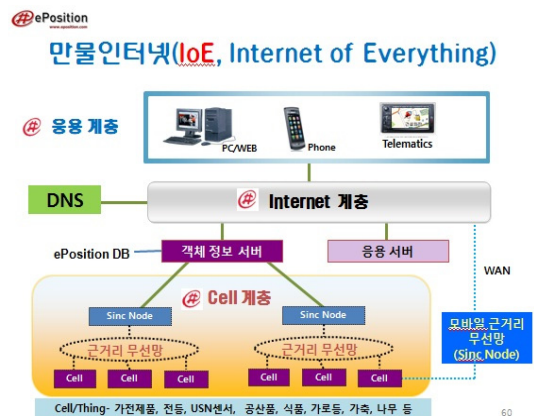 ePosition
www.eposition.com
만물인터넷(IoE, Internet of Everything)
응용 계층
PC/WEB
Phone
Telematics
DNS
Internet 계층
ePosition DB
객체 정보 서버
응용 서버
WAN
Cell 계층
Sinc Node
Sinc Node
근거리 무선망
근거리 무선망
모바일 근거리
무선망
(Sinc Node)
Cell
Cell
Cell
Cell
Cell
Cell
Cell/Thing- 가전제품, 전등, USN센서, 공산품, 식품, 가로등, 가축, 나무 등
60